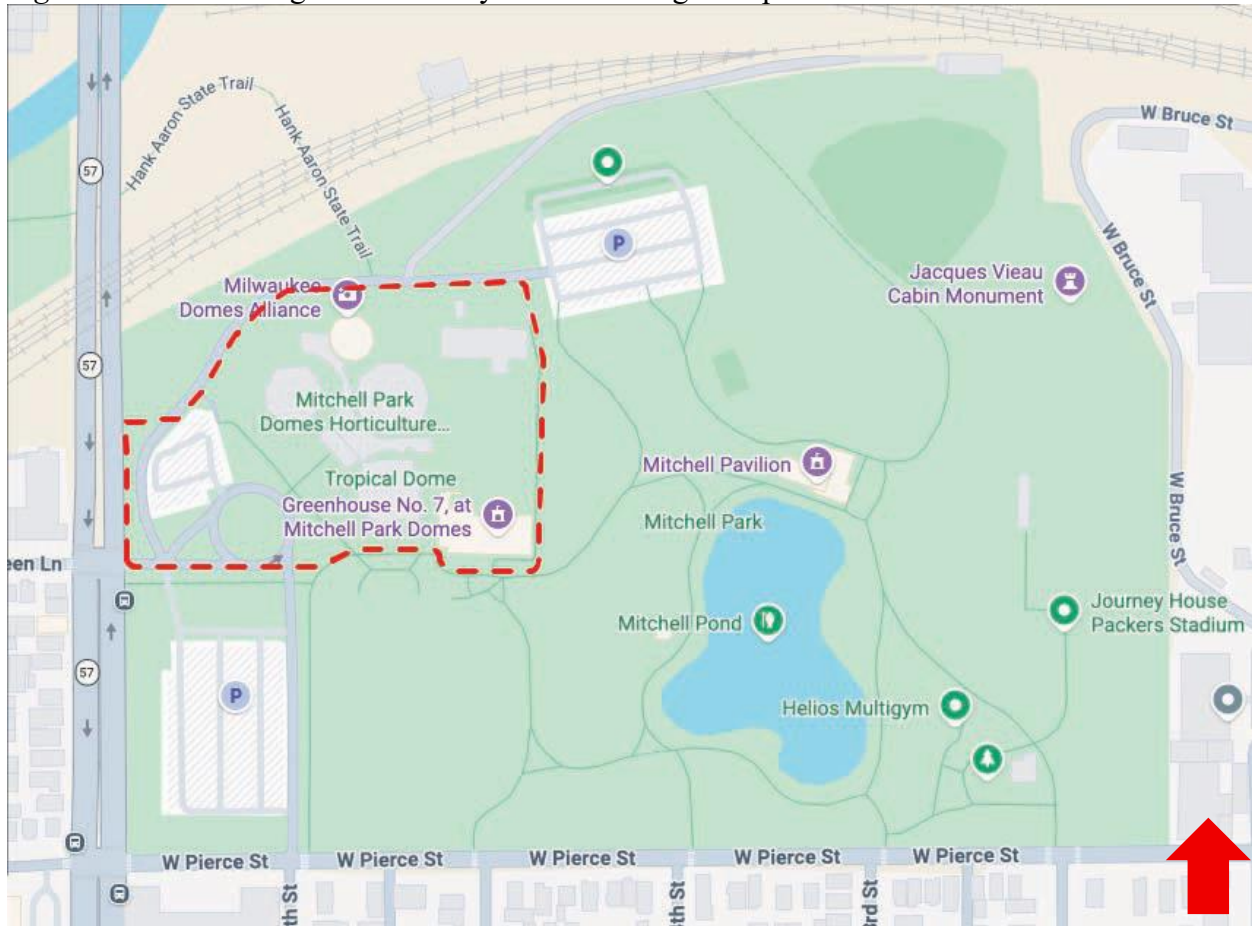 Hank Aaron State Trail
Hank Aaron State Trail
W Bruce St
57
P
Milwaukee
Domes Alliance
Jacques Vieau
Cabin Monument
W Bruce St
57
Mitchell Park
Domes Horticulture...
Tropical Dome
Greenhouse No. 7, at
Mitchell Park Domes
Mitchell Pavilion
Mitchell Park
W Bruce St
een Ln
Mitchell Pond
Journey House
Packers Stadium
57
P
Helios Multigym
W Pierce St
W Pierce St
W Pierce St
W Pierce St
W Pierce St
th St
5th St
3rd St